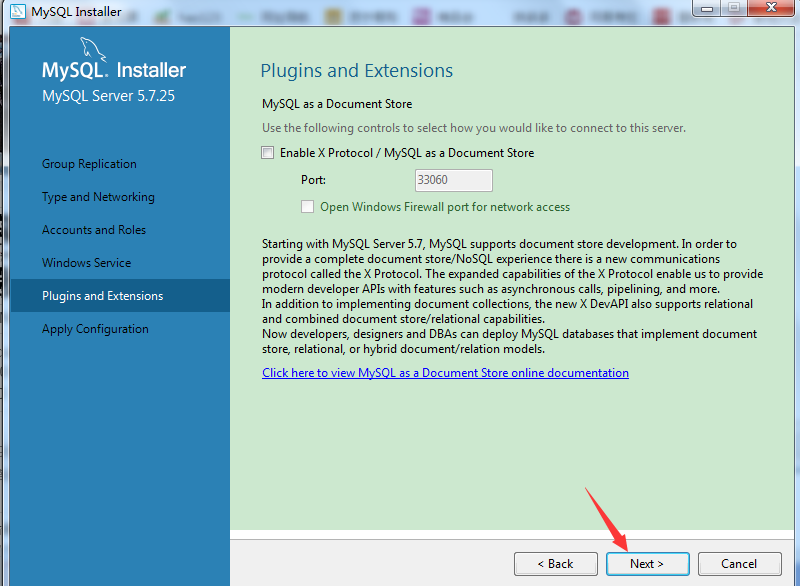 MySQL Installer
MySQL. Installer
MySQL Server 5.7.25
Group Replication
Type and Networking
Accounts and Roles
Windows Service
Plugins and Extensions
Apply Configuration
Plugins and Extensions
MySQL as a Document Store
Use the following controls to select how you would like to connect to this server.
Enable X Protocol / MySQL as a Document Store
Port:
33060
Open Windows Firewall port for network access
Starting with MySQL Server 5.7, MySQL supports document store development. In order to
provide a complete document store/NoSQL experience there is a new communications
protocol called the X Protocol. The expanded capabilities of the X Protocol enable us to provide
modern developer APIs with features such as asynchronous calls, pipelining, and more.
In addition to implementing document collections, the new X DevAPI also supports relational
and combined document store/relational capabilities.
Now developers, designers and DBAs can deploy MySQL databases that implement document
store, relational, or hybrid document/relation models.
Click here to view MySQL as a Document Store online documentation
< Back
Next >
Cancel